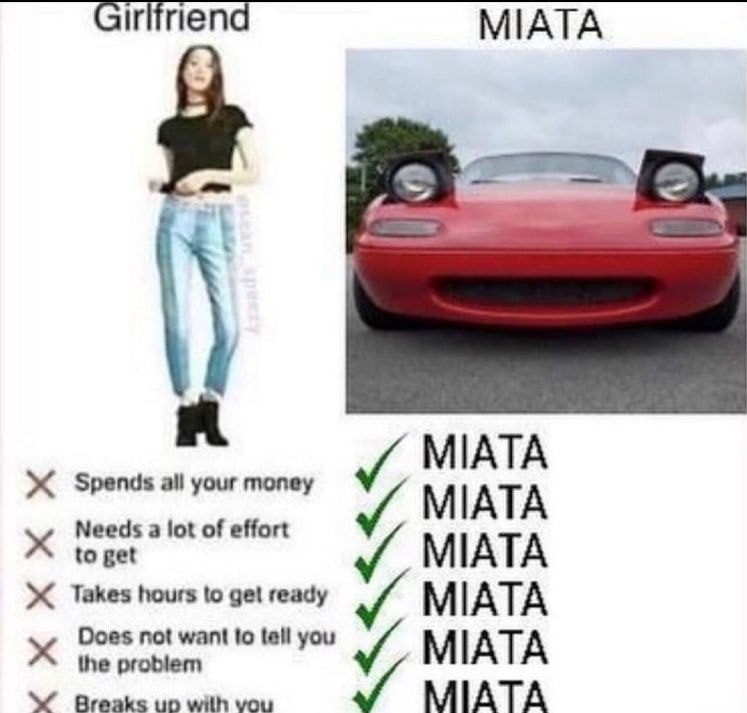 Girlfriend
MIATA
Spends all your money
Needs a lot of effort
to get
Takes hours to get ready
Does not want to tell you
the problem
Breaks up with you
MIATA
MIATA
MIATA
MIATA
MIATA
MIATA